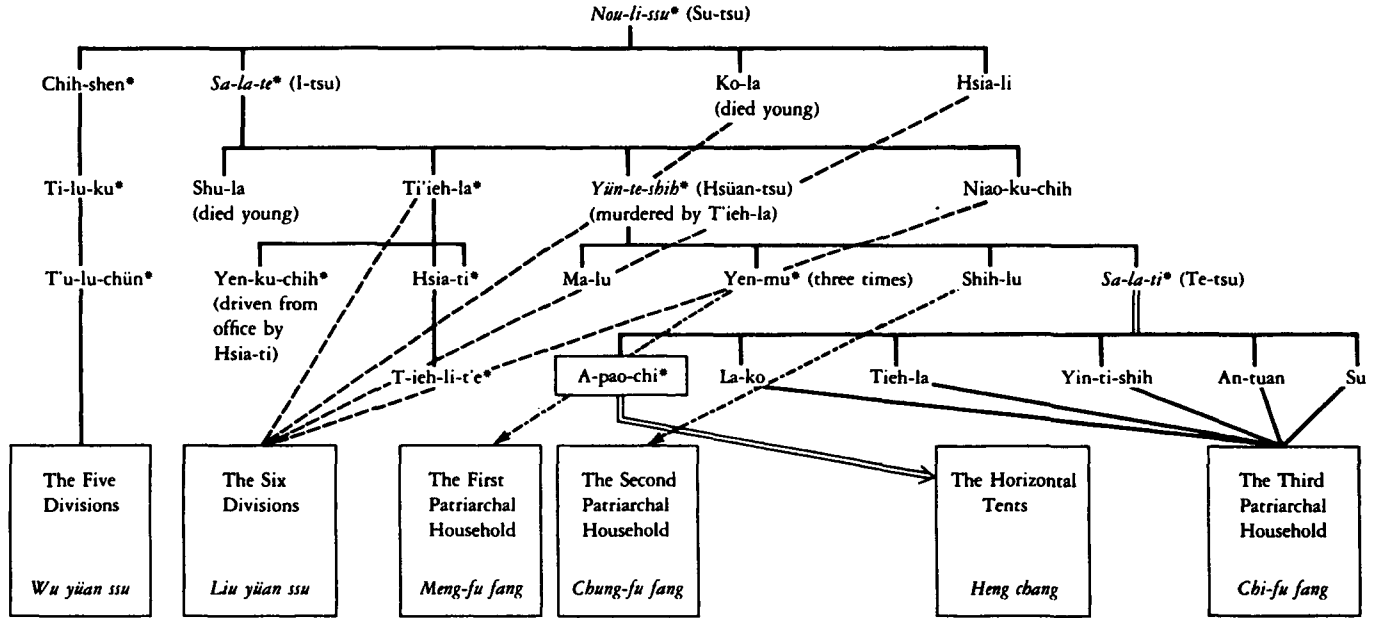 Nou-li-ssu* (Su-tsu)
Chih-shen*
Sa-la-te* (I-tsu)
Ko-la
(died young)
Hsia-li
Ti-lu-ku*
Shu-la
(died young)
Ti'ieh-la*
Yün-te-shih* (Hsüan-tsu)
(murdered by T'ieh-la)
Niao-ku-chih
T'u-lu-chün*
Yen-ku-chih*
(driven from
office by
Hsia-ti)
Hsia-ti*
Ma-lu
Yen-mu* (three times)
Shih-lu
Sa-la-ti* (Te-tsu)
T-ieh-li-t'e*
A-pao-chi*
La-ko
Tieh-la
Yin-ti-shih
An-tuan
Su
The Five
Divisions
Wu yüan ssu
The Six
Divisions
Liu yüan ssu
The First
Patriarchal
Household
Meng-fu fang
The Second
Patriarchal
Household
Chung-fu fang
The Horizontal
Tents
Heng chang
The Third
Patriarchal
Household
Chi-fu fang